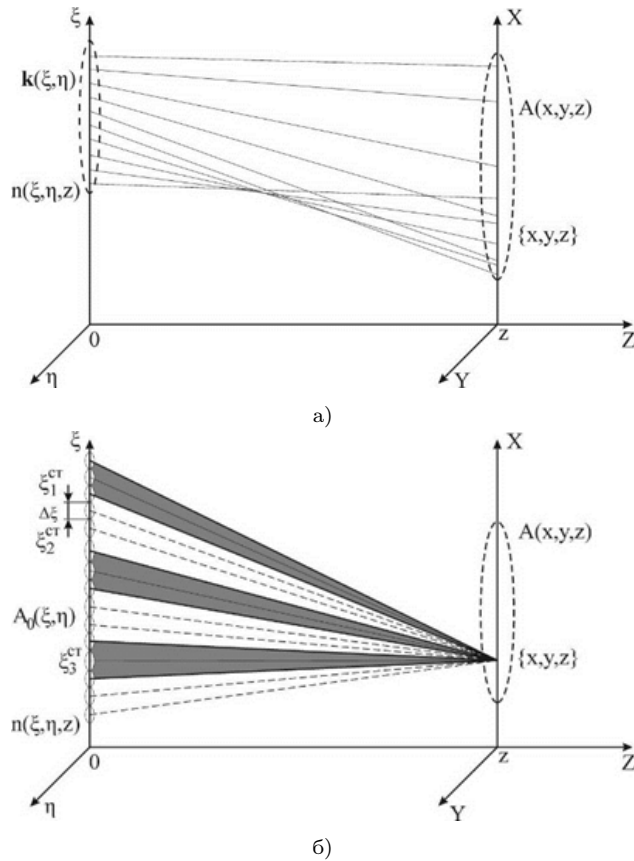 ξ X
k(ξ,η)
A(x,y,z)
n(ξ,η,z)
{x,y,z}
0 z Z
η Y
а)
ξ X
ξ₁ᶜᵀ
Δξ
ξ₂ᶜᵀ
A(x,y,z)
A₀(ξ,η)
ξ₃ᶜᵀ {x,y,z}
n(ξ,η,z)
0 z Z
η Y
б)